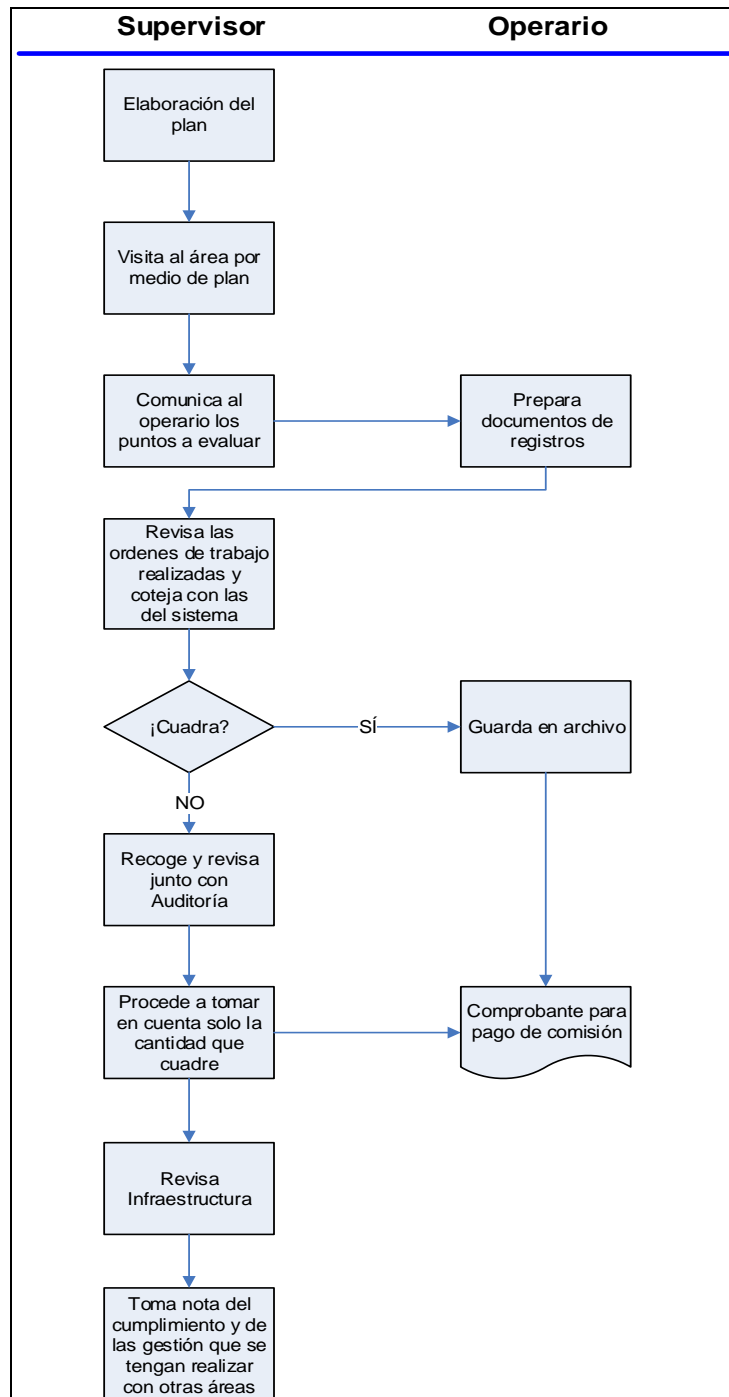 Supervisor
Operario
Elaboración del
plan
Visita al área por
medio de plan
Comunica al
operario los
puntos a evaluar
Prepara
documentos de
registros
Revisa las
ordenes de trabajo
realizadas y
coteja con las
del sistema
¡Cuadra?
SÍ
Guarda en archivo
NO
Recoge y revisa
junto con
Auditoría
Procede a tomar
en cuenta solo la
cantidad que
cuadre
Comprobante para
pago de comisión
Revisa
Infraestructura
Toma nota del
cumplimiento y de
las gestión que se
tengan realizar
con otras áreas